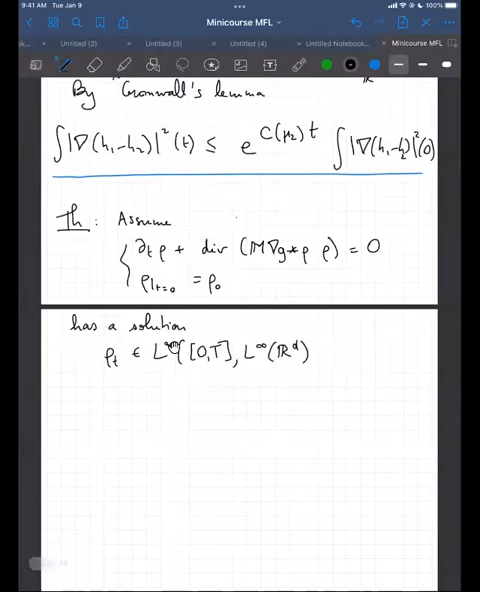 9:41 AM Tue Jan 9
100%
Minicourse MFL
Untitled (2) Untitled (3) Untitled (4) Untitled Notebook... Minicourse MFL
By Gronwall's lemma
∫|∇(h₁-h₂)|²(t) ≤ e^{C(μ₂)t} ∫|∇(h₁-h₂)|²(0)
Th: Assume
∂ₜρ + div (M∇g*ρ ρ) = 0
ρ|ₜ₌₀ = ρ₀
has a solution
ρₜ ∈ L^∞([0,T], L^∞(ℝᵈ)